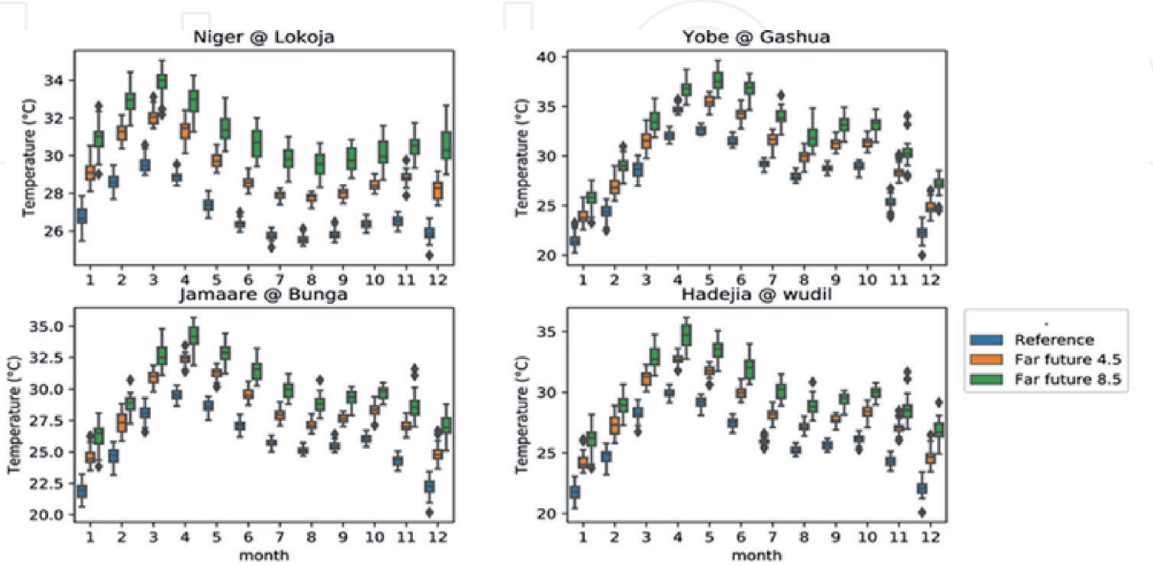 Niger @ Lokoja
Yobe @ Gashua
Temperature (°C)
34
32
30
28
26
1 2 3 4 5 6 7 8 9 10 11 12
Temperature (°C)
40
35
30
25
20
1 2 3 4 5 6 7 8 9 10 11 12
Jamaare @ Bunga
Hadejia @ wudil
Temperature (°C)
35.0
32.5
30.0
27.5
25.0
22.5
20.0
1 2 3 4 5 6 7 8 9 10 11 12
month
Temperature (°C)
35
30
25
20
1 2 3 4 5 6 7 8 9 10 11 12
month
Reference
Far future 4.5
Far future 8.5